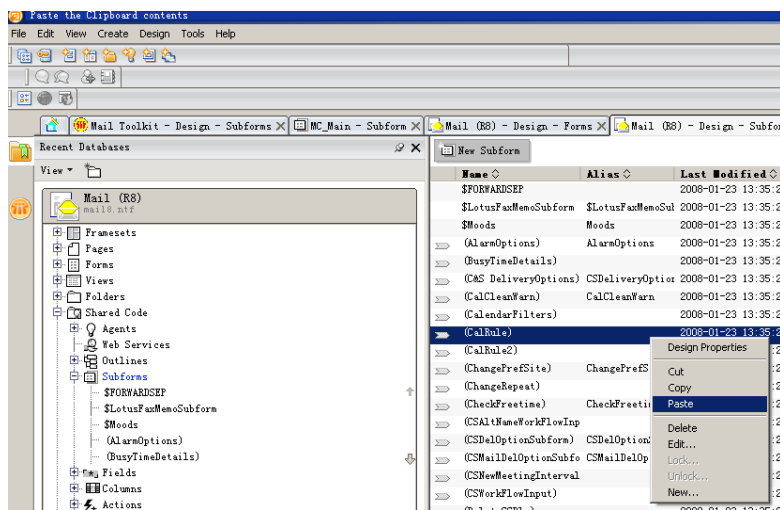 Paste the Clipboard contents
File Edit View Create Design Tools Help
Mail Toolkit - Design - Subforms MC_Main - Subform Mail (R8) - Design - Forms Mail (R8) - Design - Subfo
Recent Databases
View
Mail (R8)
mail8.ntf
Framesets
Pages
Forms
Views
Folders
Shared Code
Agents
Web Services
Outlines
Subforms
$FORWARDSEP
$LotusFaxMemoSubform
$Moods
(AlarmOptions)
(BusyTimeDetails)
Fields
Columns
Actions
New Subform
Name Alias Last Modified
$FORWARDSEP 2008-01-23 13:35:2
$LotusFaxMemoSubform $LotusFaxMemoSub 2008-01-23 13:35:2
$Moods Moods 2008-01-23 13:35:2
(AlarmOptions) AlarmOptions 2008-01-23 13:35:2
(BusyTimeDetails) 2008-01-23 13:35:2
(C&S DeliveryOptions) CSDeliveryOption 2008-01-23 13:35:2
(CalCleanWarn) CalCleanWarn 2008-01-23 13:35:2
(CalendarFilters) 2008-01-23 13:35:2
(CalRule) 2008-01-23 13:35:2
(CalRule2)
(ChangePrefSite) ChangePrefS
(ChangeRepeat)
(CheckFreetime) CheckFreeti
(CSAltNameWorkFlowInp
(CSDelOptionSubform) CSDelOption
(CSMailDelOptionSubfo CSMailDelOp
(CSNewMeetingInterval
(CSWorkFlowInput)
Design Properties
Cut
Copy
Paste
Delete
Edit...
Lock...
Unlock...
New...